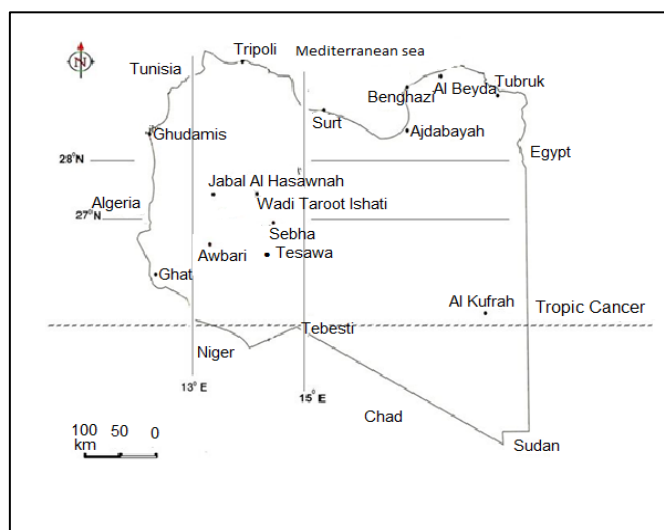 N
Tripoli
Mediterranean sea
Tunisia
Al Beyda
Tubruk
Benghazi
Surt
Ghudamis
Ajdabayah
Egypt
28°N
Jabal Al Hasawnah
Algeria
Wadi Taroot Ishati
27°N
Sebha
Awbari
Tesawa
Ghat
Al Kufrah
Tropic Cancer
Tebesti
Niger
13°E
15°E
Chad
100 50 0
km
Sudan